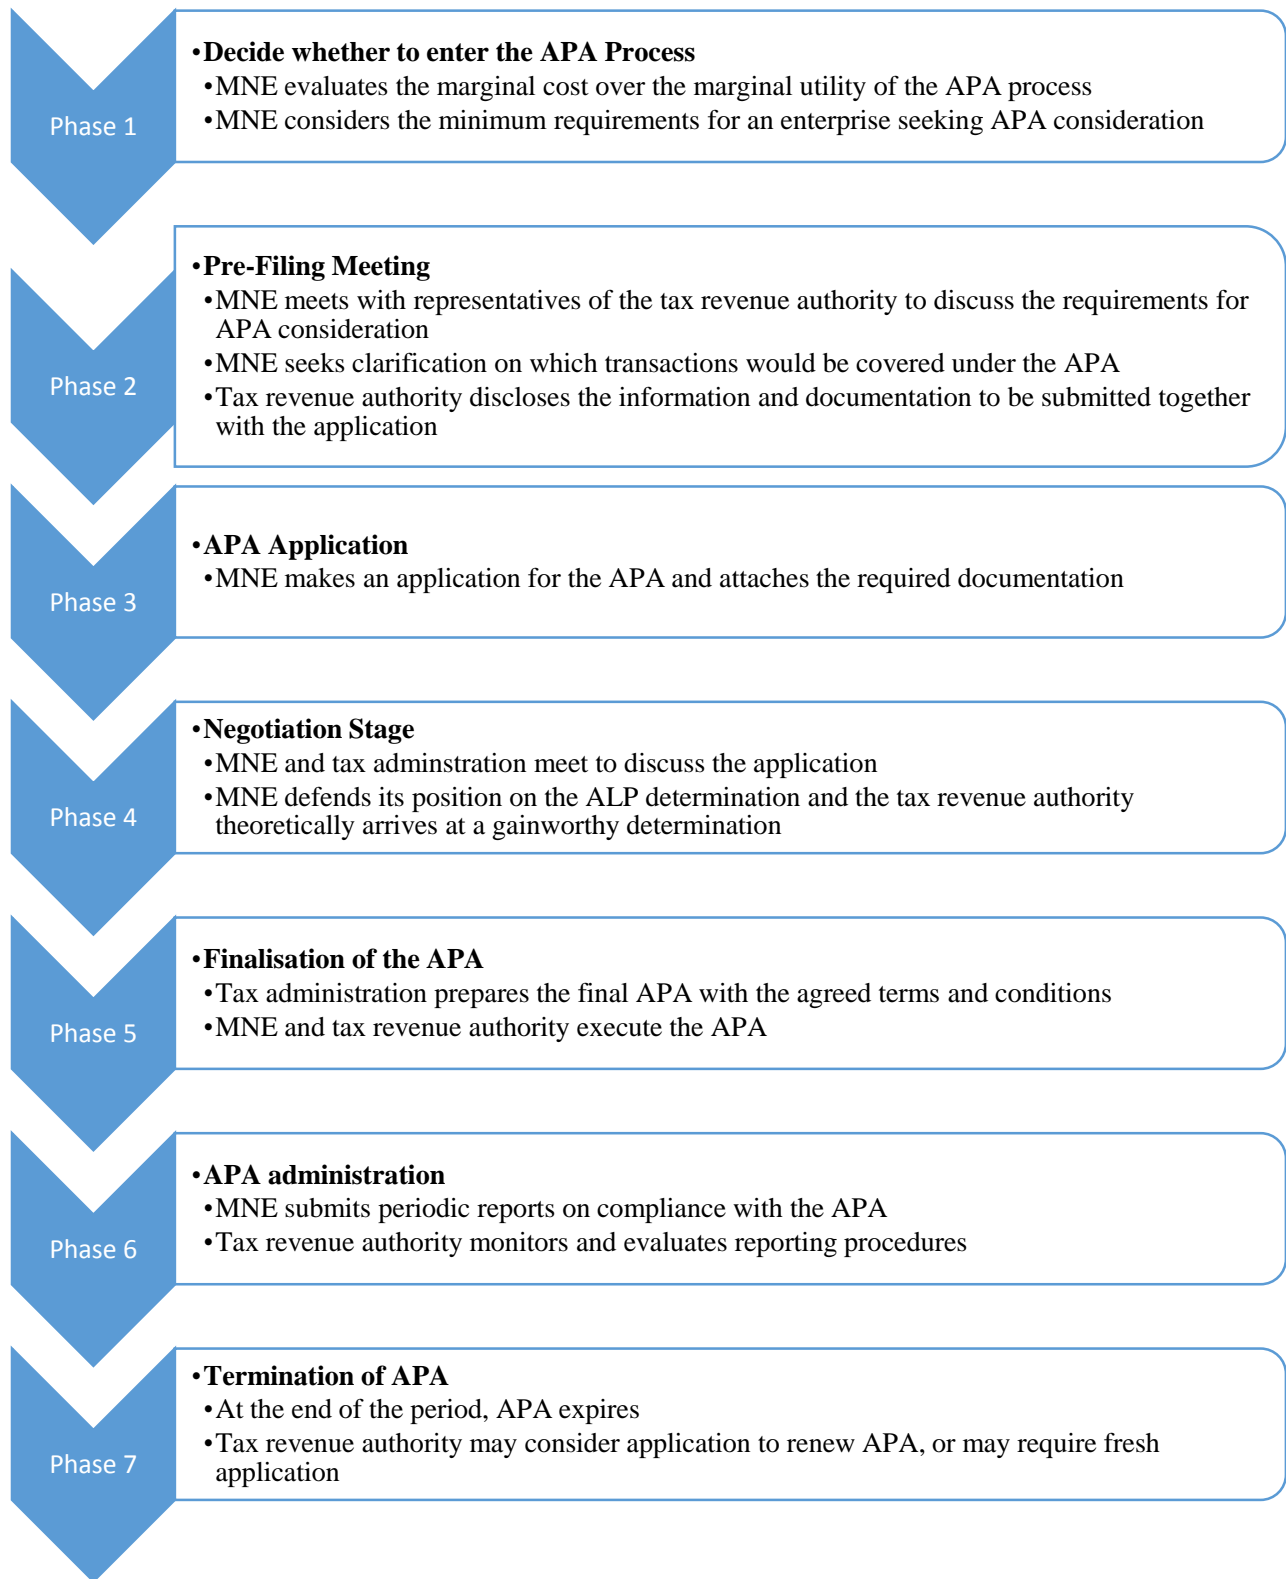 Phase 1
•Decide whether to enter the APA Process
•MNE evaluates the marginal cost over the marginal utility of the APA process
•MNE considers the minimum requirements for an enterprise seeking APA consideration
Phase 2
•Pre-Filing Meeting
•MNE meets with representatives of the tax revenue authority to discuss the requirements for
APA consideration
•MNE seeks clarification on which transactions would be covered under the APA
•Tax revenue authority discloses the information and documentation to be submitted together
with the application
Phase 3
•APA Application
•MNE makes an application for the APA and attaches the required documentation
Phase 4
•Negotiation Stage
•MNE and tax adminstration meet to discuss the application
•MNE defends its position on the ALP determination and the tax revenue authority
theoretically arrives at a gainworthy determination
Phase 5
•Finalisation of the APA
•Tax administration prepares the final APA with the agreed terms and conditions
•MNE and tax revenue authority execute the APA
Phase 6
•APA administration
•MNE submits periodic reports on compliance with the APA
•Tax revenue authority monitors and evaluates reporting procedures
Phase 7
•Termination of APA
•At the end of the period, APA expires
•Tax revenue authority may consider application to renew APA, or may require fresh
application